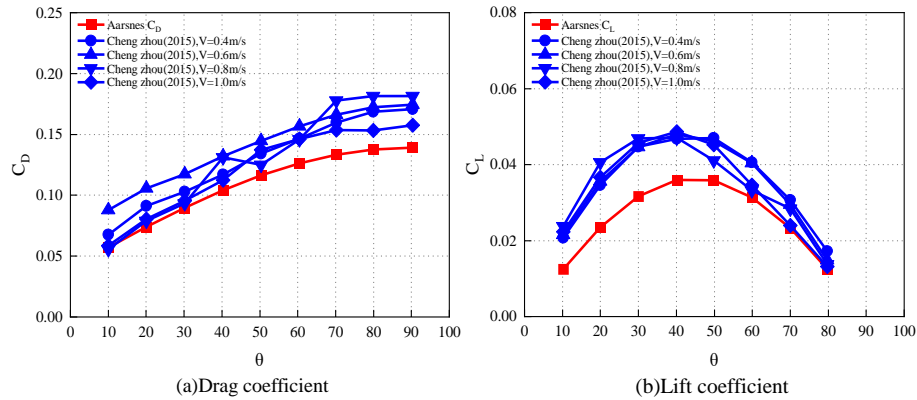 Aarsnes C_D
Cheng zhou(2015),V=0.4m/s
Cheng zhou(2015),V=0.6m/s
Cheng zhou(2015),V=0.8m/s
Cheng zhou(2015),V=1.0m/s
0.25
0.20
0.15
0.10
0.05
0.00
C_D
0 10 20 30 40 50 60 70 80 90 100
θ
(a)Drag coefficient
Aarsnes C_L
Cheng zhou(2015),V=0.4m/s
Cheng zhou(2015),V=0.6m/s
Cheng zhou(2015),V=0.8m/s
Cheng zhou(2015),V=1.0m/s
0.08
0.06
0.04
0.02
0.00
C_L
0 10 20 30 40 50 60 70 80 90 100
θ
(b)Lift coefficient